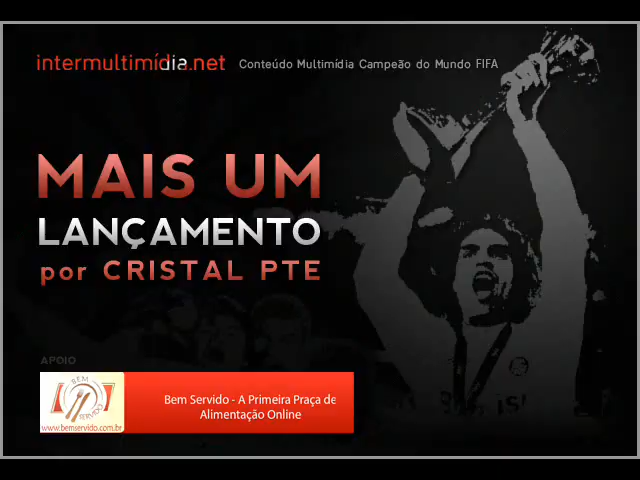 intermultimídia.net
Conteúdo Multimídia Campeão do Mundo FIFA
MAIS UM
LANÇAMENTO
por CRISTAL PTE
APOIO
BEM
SERVIDO
www.bemservido.com.br
Bem Servido - A Primeira Praça de
Alimentação Online